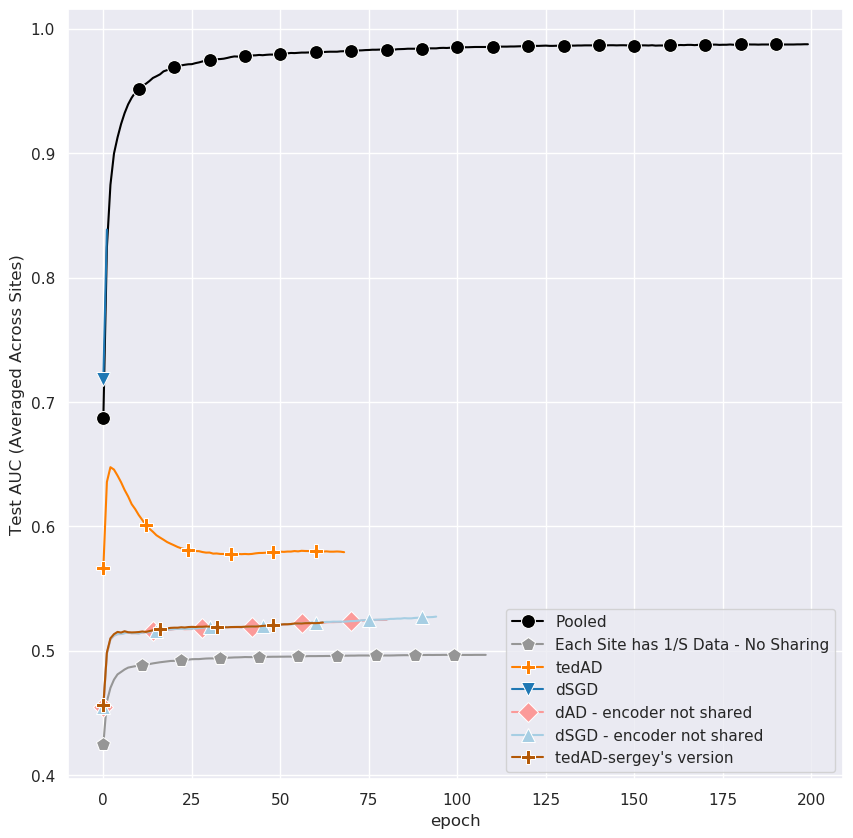 1.0
0.9
0.8
0.7
0.6
0.5
0.4
Test AUC (Averaged Across Sites)
Pooled
Each Site has 1/S Data - No Sharing
tedAD
dSGD
dAD - encoder not shared
dSGD - encoder not shared
tedAD-sergey's version
0 25 50 75 100 125 150 175 200
epoch